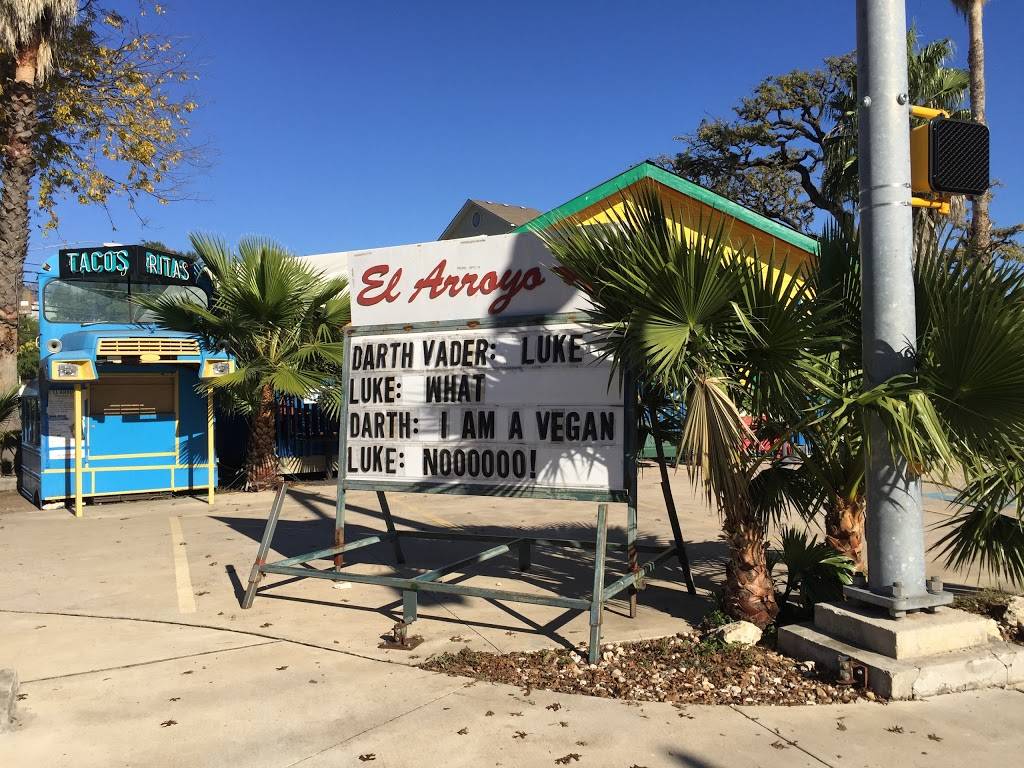 TACOS RITAS
El Arroyo
DARTH VADER: LUKE
LUKE: WHAT
DARTH: I AM A VEGAN
LUKE: NOOOOOO!